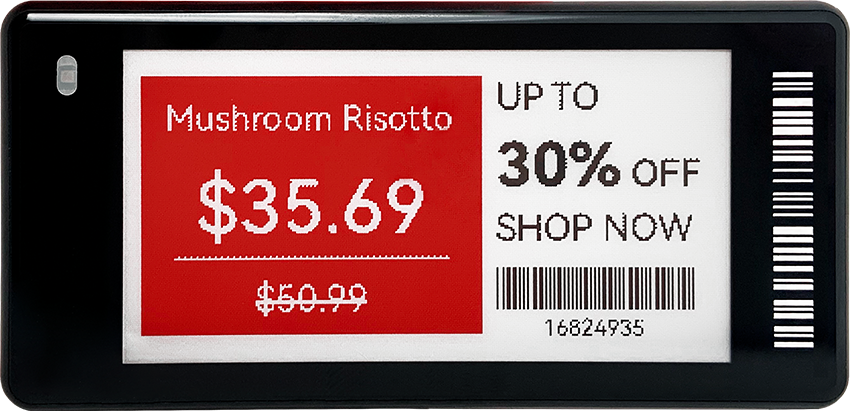 Mushroom Risotto
$35.69
$50.99
UP TO
30% OFF
SHOP NOW
16824935